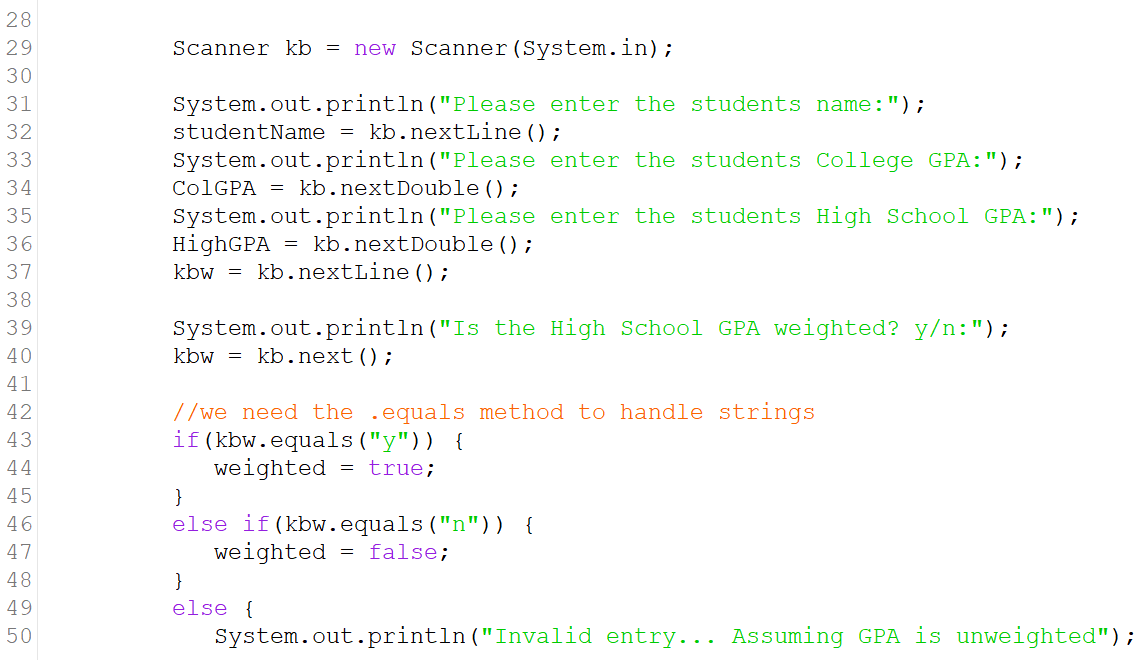 28
29 Scanner kb = new Scanner(System.in);
30
31 System.out.println("Please enter the students name:");
32 studentName = kb.nextLine();
33 System.out.println("Please enter the students College GPA:");
34 ColGPA = kb.nextDouble();
35 System.out.println("Please enter the students High School GPA:");
36 HighGPA = kb.nextDouble();
37 kbw = kb.nextLine();
38
39 System.out.println("Is the High School GPA weighted? y/n:");
40 kbw = kb.next();
41
42 //we need the .equals method to handle strings
43 if(kbw.equals("y")) {
44 weighted = true;
45 }
46 else if(kbw.equals("n")) {
47 weighted = false;
48 }
49 else {
50 System.out.println("Invalid entry... Assuming GPA is unweighted");